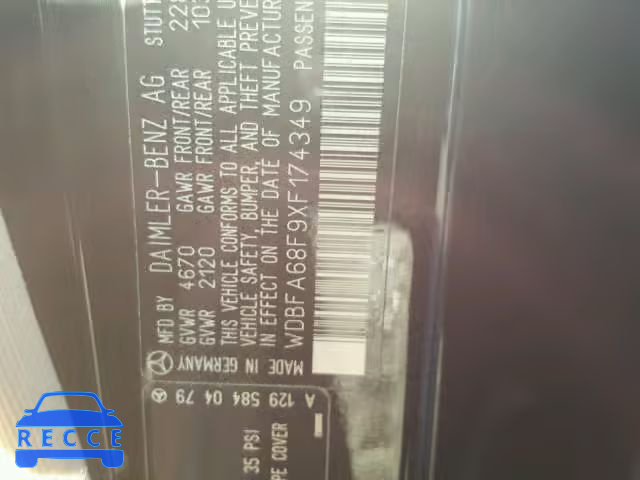 MFD BY DAIMLER-BENZ AG STUTT
GVWR 4670 GAWR FRONT/REAR 228
GVWR 2120 GAWR FRONT/REAR 103
THIS VEHICLE CONFORMS TO ALL APPLICABLE U
VEHICLE SAFETY, BUMPER, AND THEFT PREVE
IN EFFECT ON THE DATE OF MANUFACTUR
WDBFA68F9XF174349 PASSEN
MADE IN GERMANY
A 129 584 04 79
35 PSI
PE COVER
RECCE